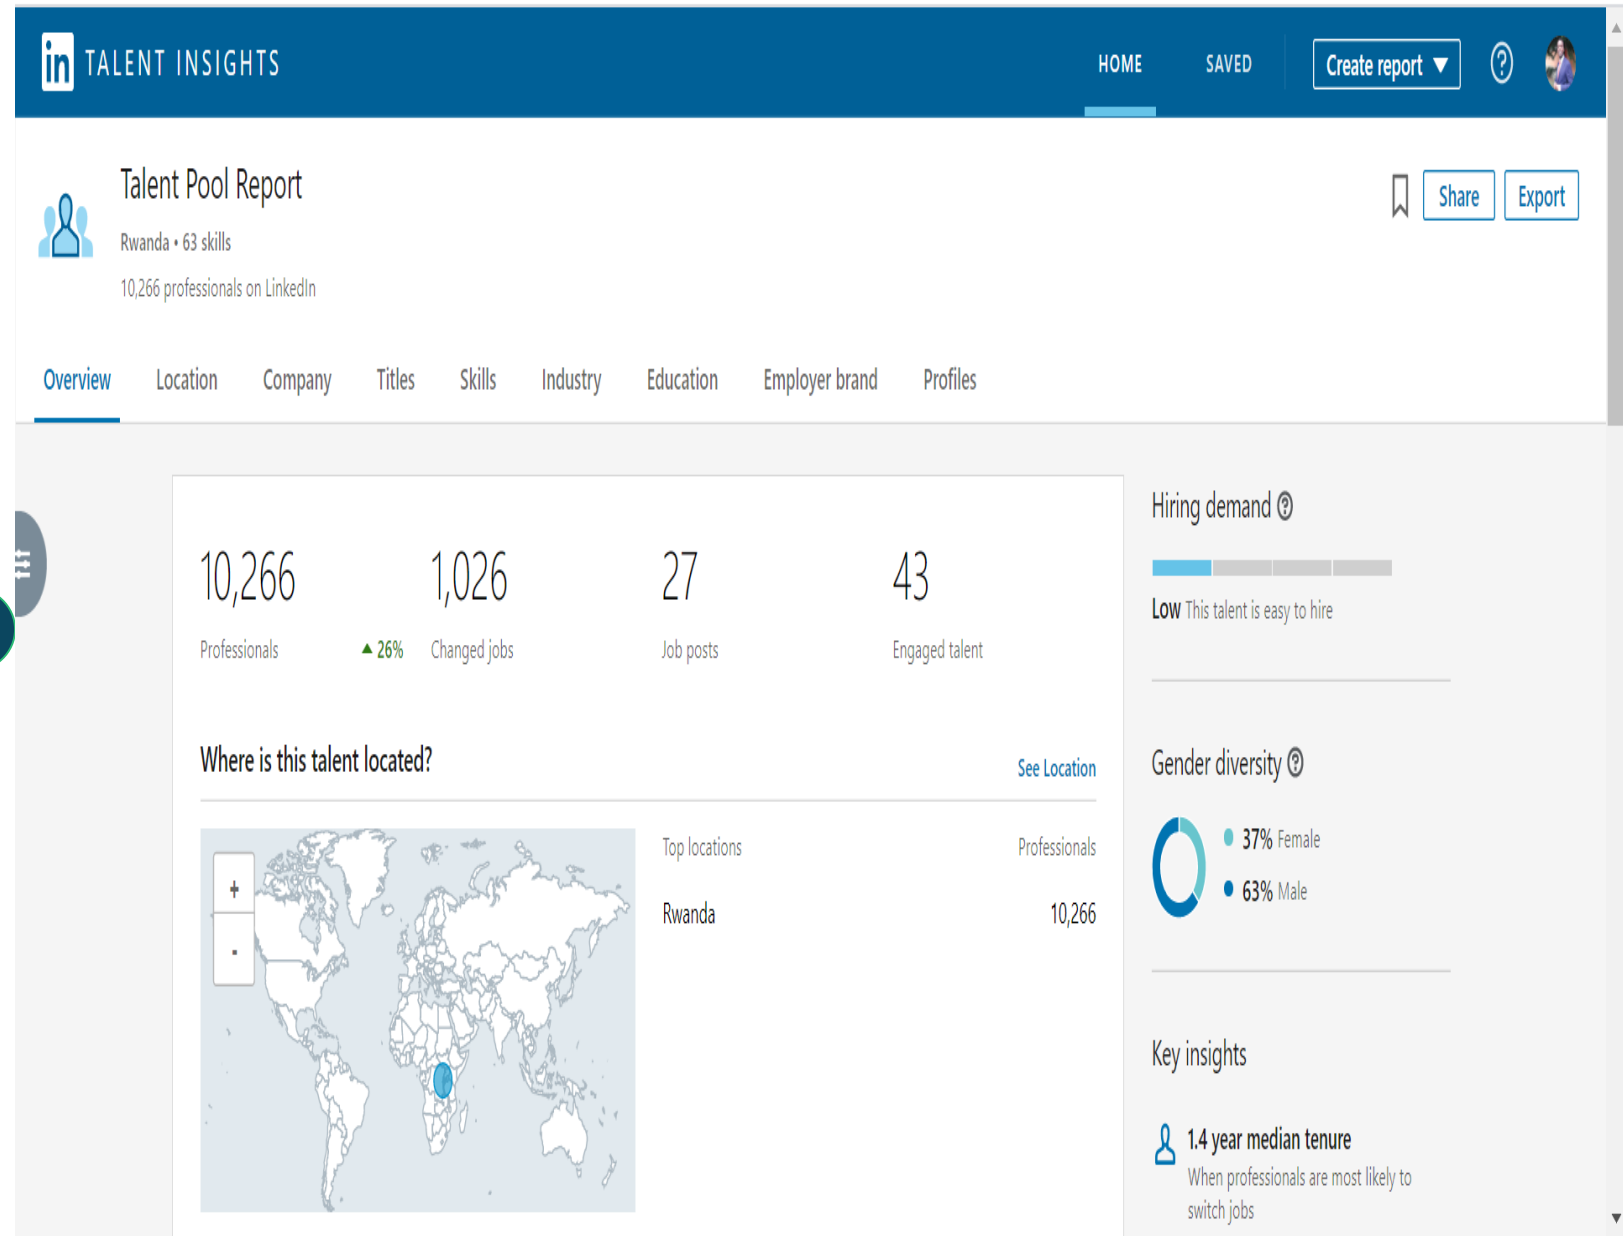 in TALENT INSIGHTS
HOME
SAVED
Create report ▼
?
Talent Pool Report
Rwanda • 63 skills
10,266 professionals on LinkedIn
Share
Export
Overview
Location
Company
Titles
Skills
Industry
Education
Employer brand
Profiles
10,266
Professionals
▲ 26%
1,026
Changed jobs
27
Job posts
43
Engaged talent
Where is this talent located?
See Location
+
-
Top locations
Professionals
Rwanda
10,266
Hiring demand ?
Low This talent is easy to hire
Gender diversity ?
37% Female
63% Male
Key insights
1.4 year median tenure
When professionals are most likely to
switch jobs